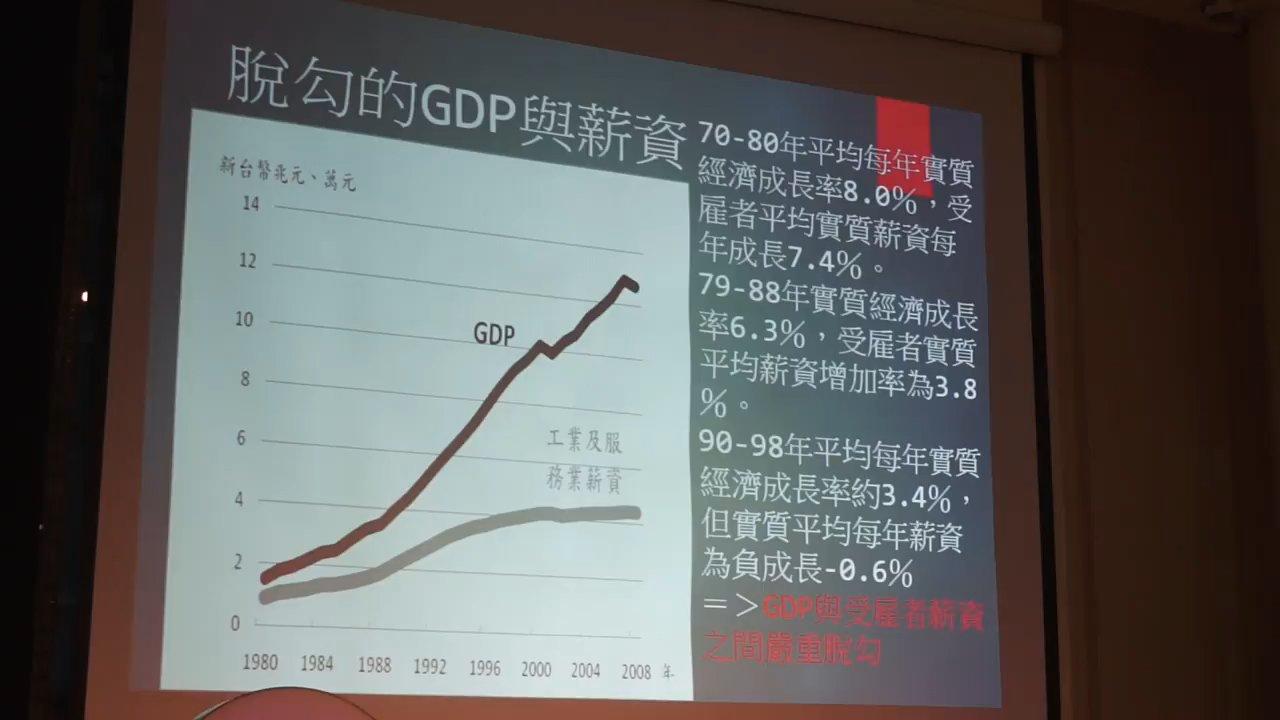 脫勾的GDP與薪資
新台幣兆元、萬元
14
12
10
8
6
4
2
0
GDP
工業及服
務業薪資
1980 1984 1988 1992 1996 2000 2004 2008 年
70-80年平均每年實質
經濟成長率8.0%，受
雇者平均實質薪資每
年成長7.4%。
79-88年實質經濟成長
率6.3%，受雇者實質
平均薪資增加率為3.8
%。
90-98年平均每年實質
經濟成長率約3.4%，
但實質平均每年薪資
為負成長-0.6%
=>GDP與受雇者薪資
之間嚴重脫勾